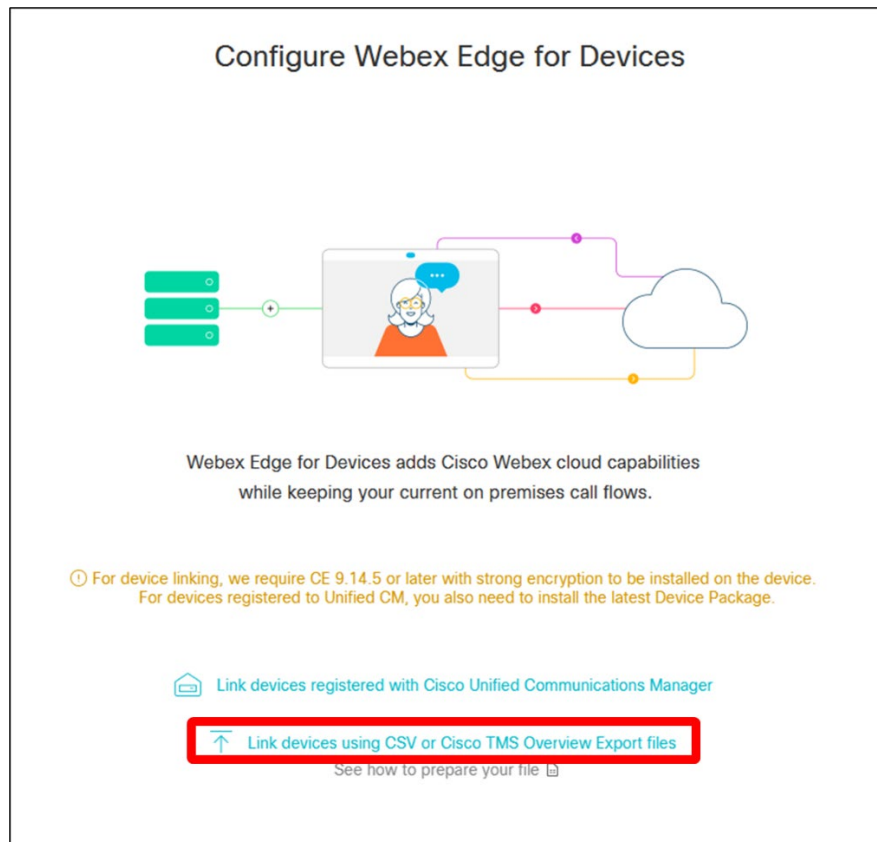 Configure Webex Edge for Devices
Webex Edge for Devices adds Cisco Webex cloud capabilities
while keeping your current on premises call flows.
For device linking, we require CE 9.14.5 or later with strong encryption to be installed on the device.
For devices registered to Unified CM, you also need to install the latest Device Package.
Link devices registered with Cisco Unified Communications Manager
Link devices using CSV or Cisco TMS Overview Export files
See how to prepare your file